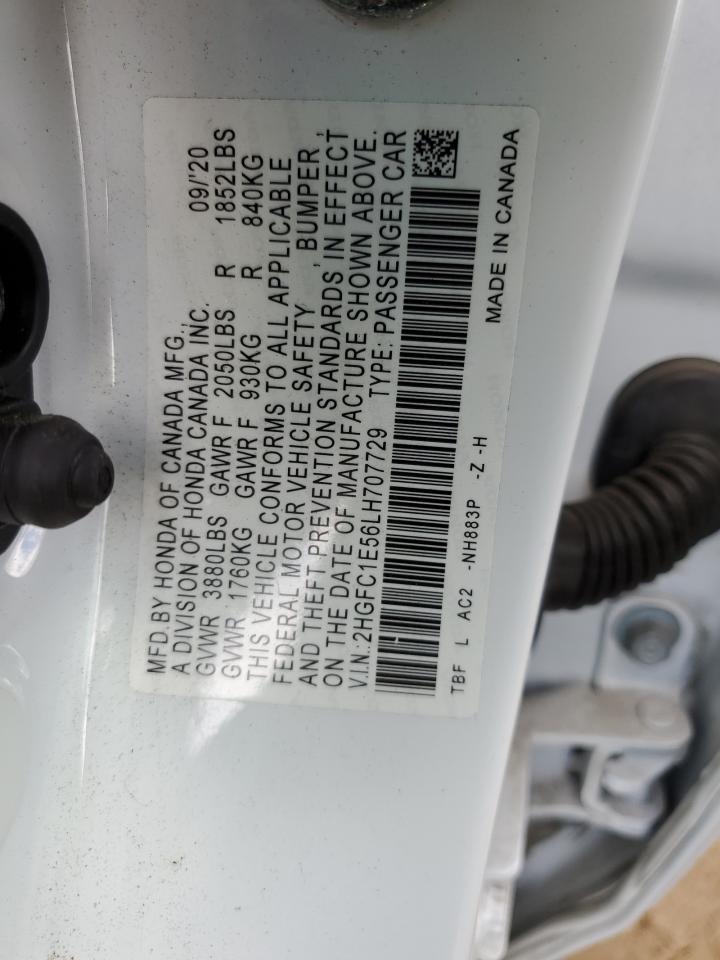 MFD.BY HONDA OF CANADA MFG., 09/'20
A DIVISION OF HONDA CANADA INC.
GVWR 3880LBS GAWR F 2050LBS R 1852LBS
GVWR 1760KG GAWR F 930KG R 840KG
THIS VEHICLE CONFORMS TO ALL APPLICABLE
FEDERAL MOTOR VEHICLE SAFETY , BUMPER ,
AND THEFT PREVENTION STANDARDS IN EFFECT
ON THE DATE OF MANUFACTURE SHOWN ABOVE.
V.I.N.:2HGFC1E56LH707729 TYPE:PASSENGER CAR
TBF L AC2 -NH883P -Z -H
MADE IN CANADA